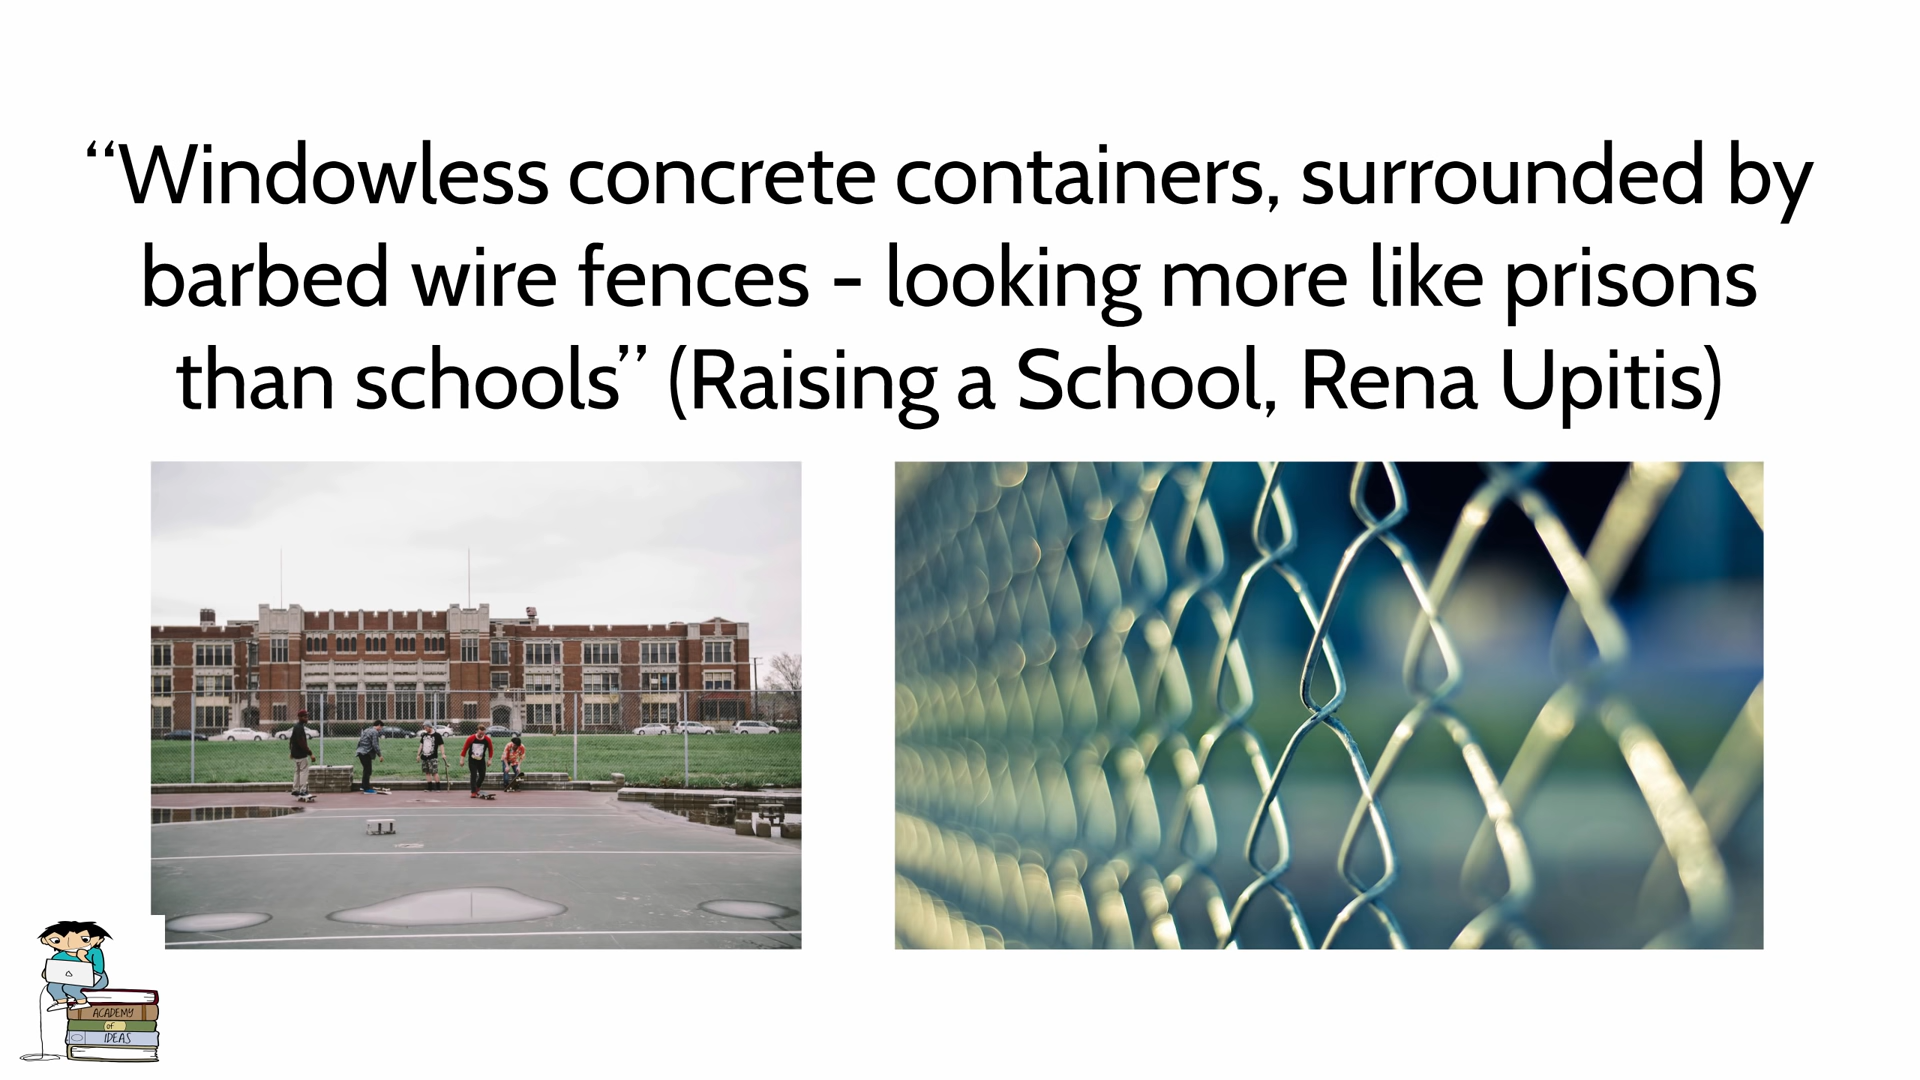 “Windowless concrete containers, surrounded by
barbed wire fences - looking more like prisons
than schools” (Raising a School, Rena Upitis)
ACADEMY
of
IDEAS